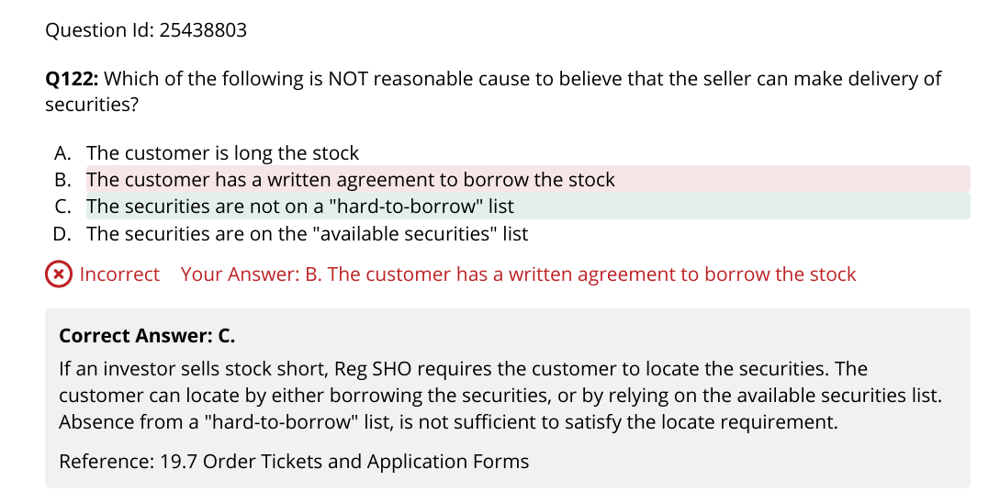 Question Id: 25438803
Q122: Which of the following is NOT reasonable cause to believe that the seller can make delivery of
securities?
A. The customer is long the stock
B. The customer has a written agreement to borrow the stock
C. The securities are not on a "hard-to-borrow" list
D. The securities are on the "available securities" list
Incorrect Your Answer: B. The customer has a written agreement to borrow the stock
Correct Answer: C.
If an investor sells stock short, Reg SHO requires the customer to locate the securities. The
customer can locate by either borrowing the securities, or by relying on the available securities list.
Absence from a "hard-to-borrow" list, is not sufficient to satisfy the locate requirement.
Reference: 19.7 Order Tickets and Application Forms